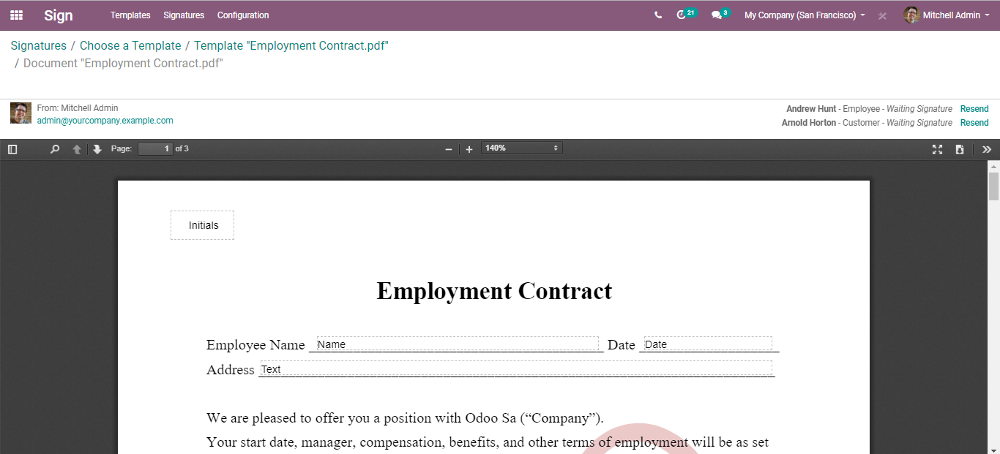 Sign Templates Signatures Configuration 21 3 My Company (San Francisco) Mitchell Admin
Signatures / Choose a Template / Template "Employment Contract.pdf"
/ Document "Employment Contract.pdf"
From: Mitchell Admin
admin@yourcompany.example.com
Andrew Hunt - Employee - Waiting Signature Resend
Arnold Horton - Customer - Waiting Signature Resend
Page: 1 of 3 140%
Initials
Employment Contract
Employee Name Name Date Date
Address Text
We are pleased to offer you a position with Odoo Sa (“Company”).
Your start date, manager, compensation, benefits, and other terms of employment will be as set